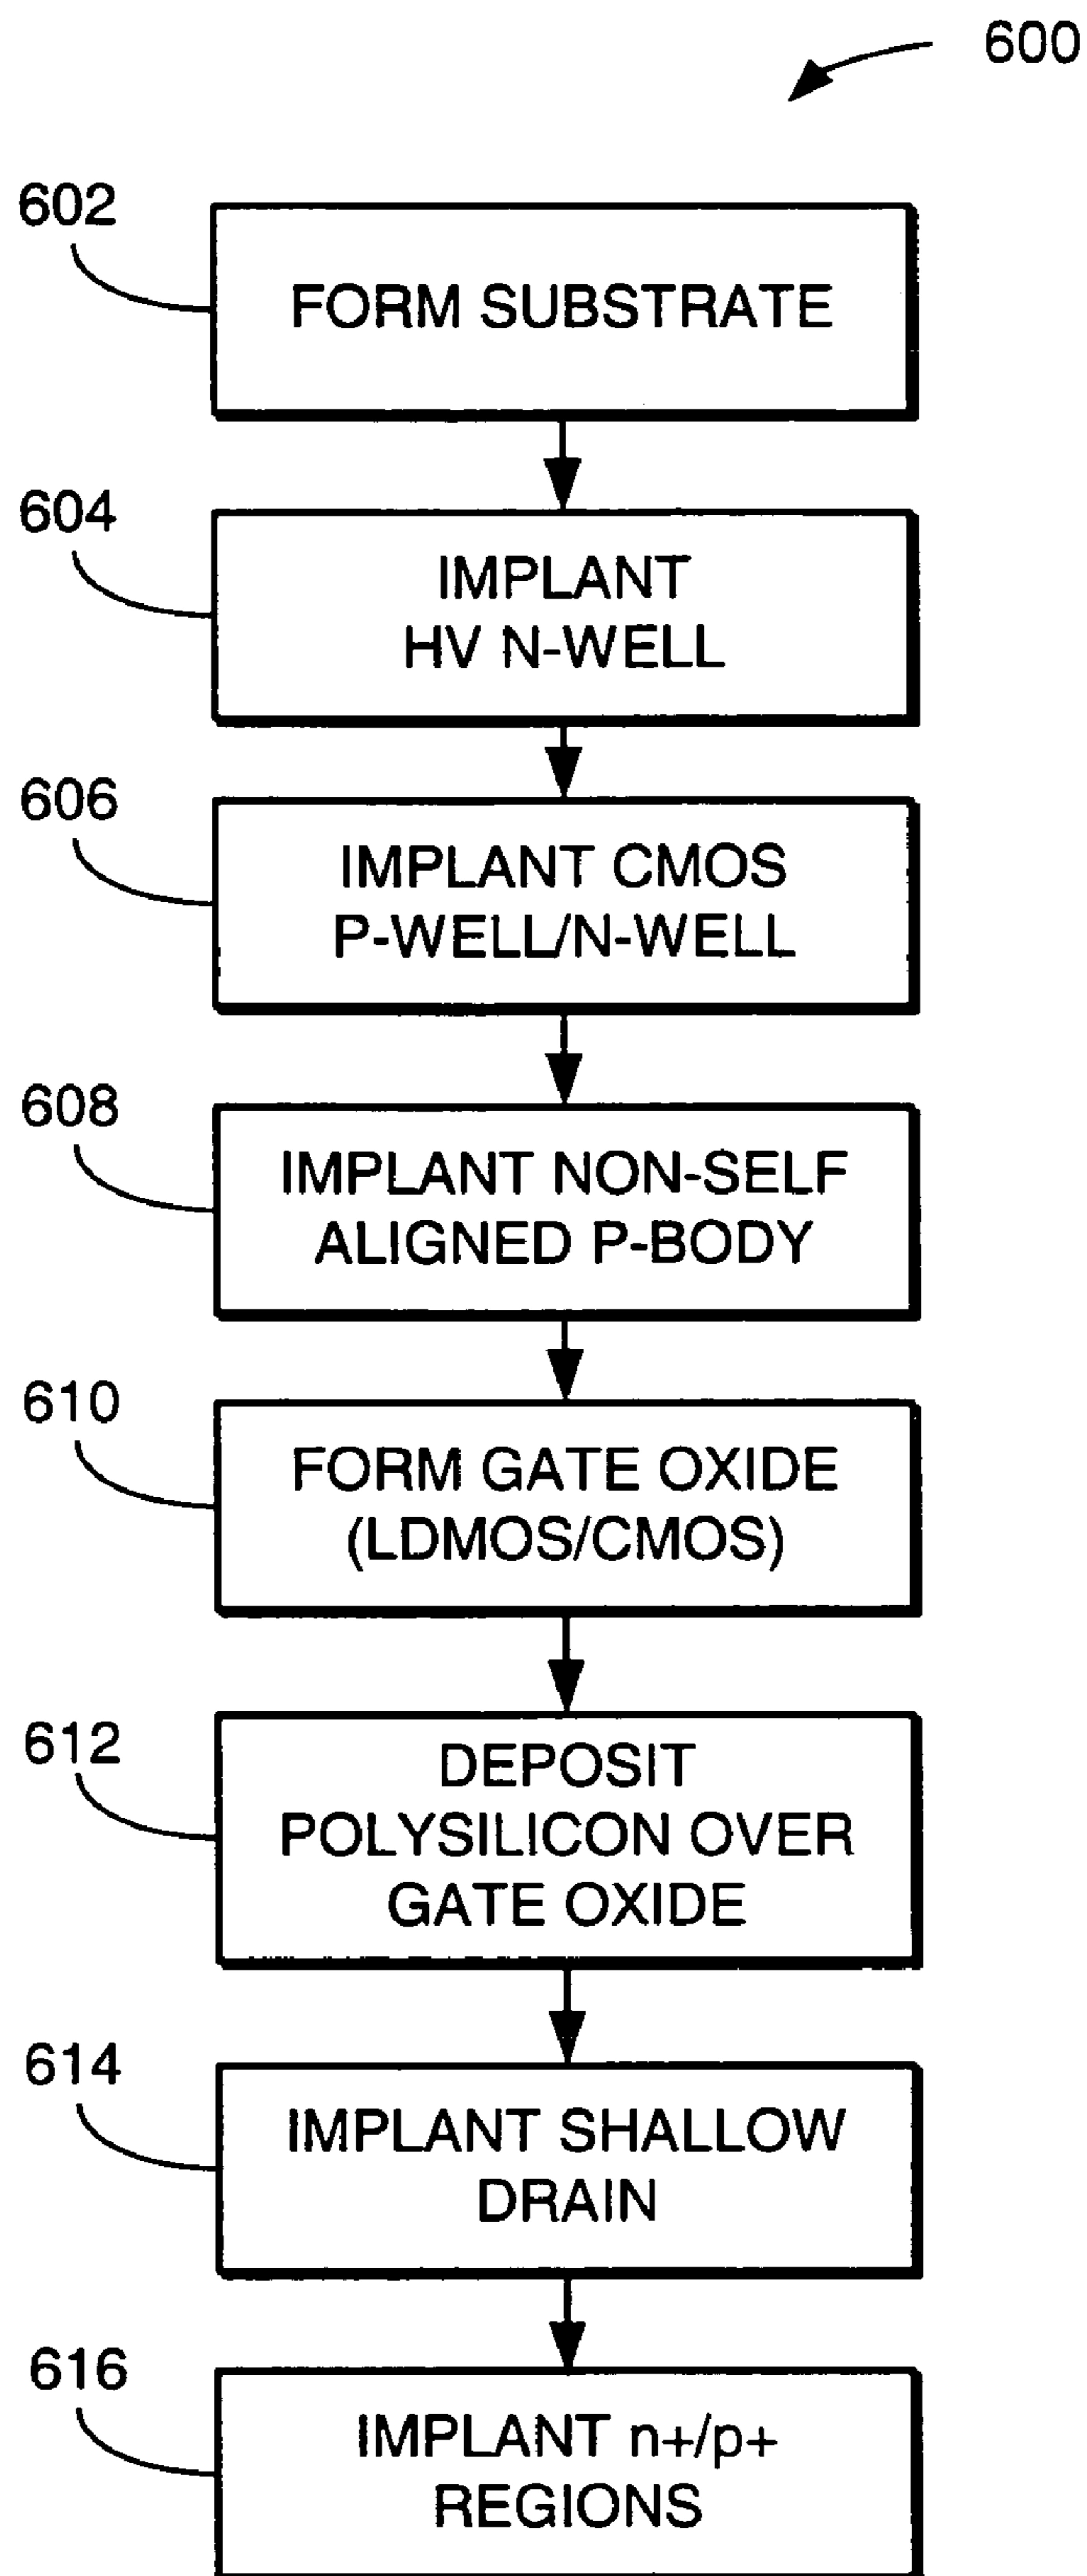 600
602
FORM SUBSTRATE
604
IMPLANT
HV N-WELL
606
IMPLANT CMOS
P-WELL/N-WELL
608
IMPLANT NON-SELF
ALIGNED P-BODY
610
FORM GATE OXIDE
(LDMOS/CMOS)
612
DEPOSIT
POLYSILICON OVER
GATE OXIDE
614
IMPLANT SHALLOW
DRAIN
616
IMPLANT n+/p+
REGIONS